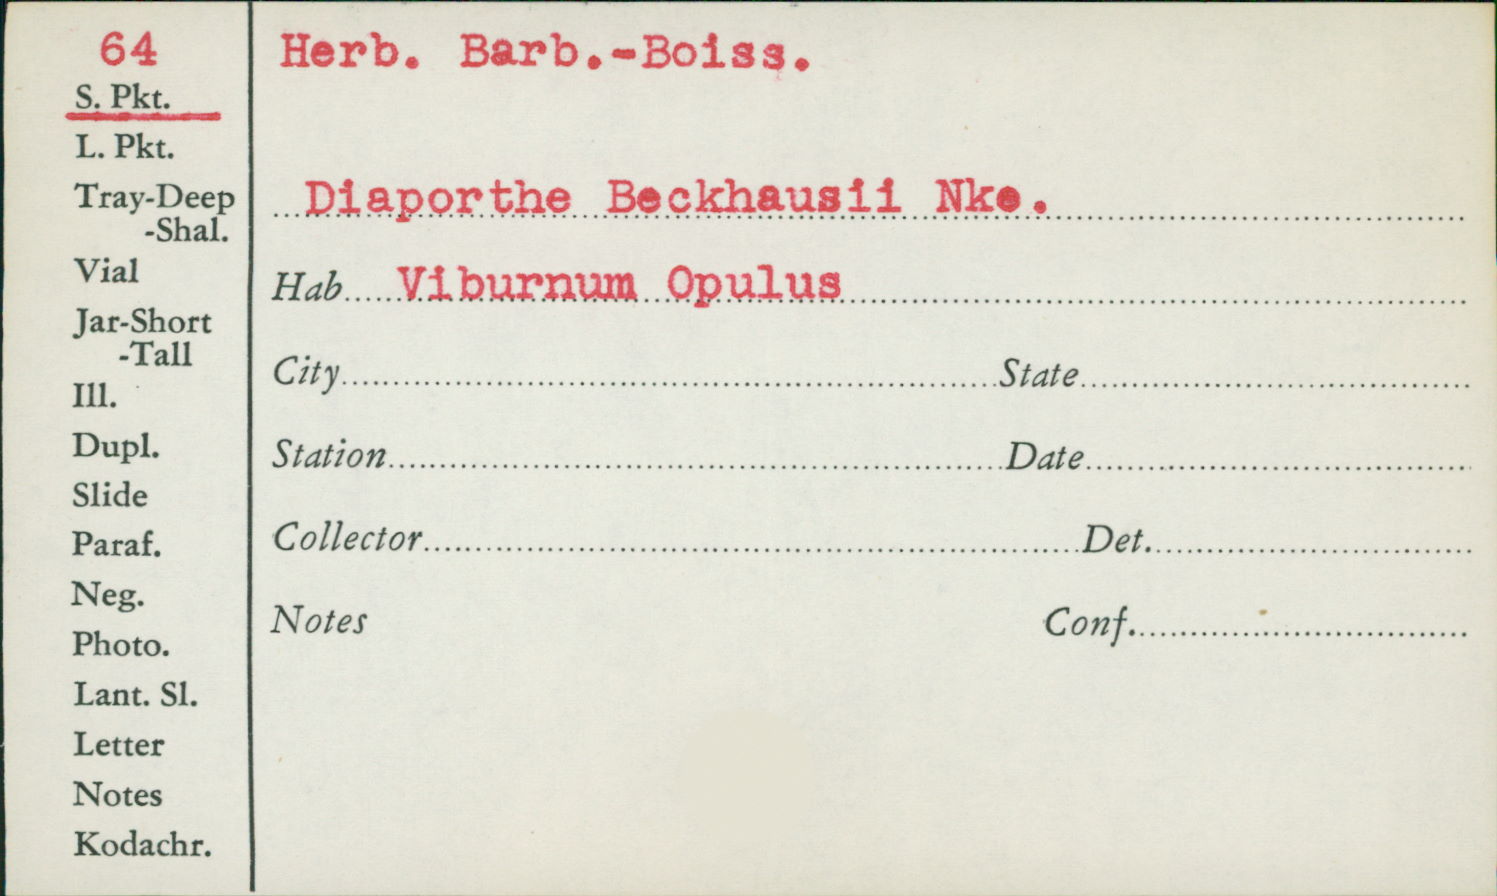 64
S. Pkt.
L. Pkt.
Tray-Deep
-Shal.
Vial
Jar-Short
-Tall
Ill.
Dupl.
Slide
Paraf.
Neg.
Photo.
Lant. Sl.
Letter
Notes
Kodachr.
Herb. Barb.-Boiss.
Diaporthe Beckhausii Nke.
Hab Viburnum Opulus
City State
Station Date
Collector Det.
Notes Conf.